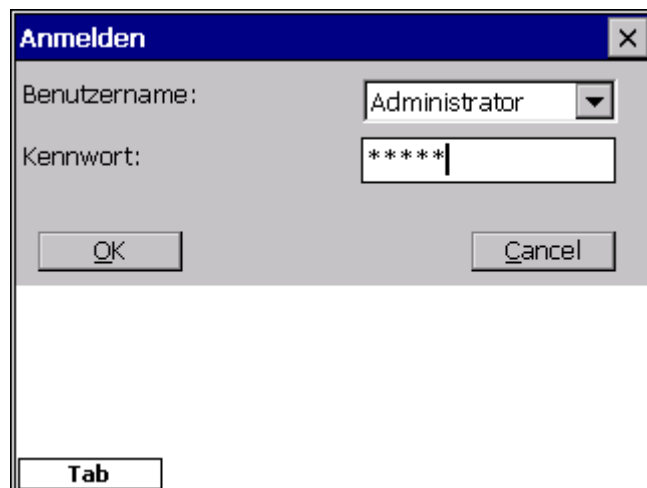 Anmelden
Benutzername: Administrator
Kennwort: *****
OK Cancel
Tab